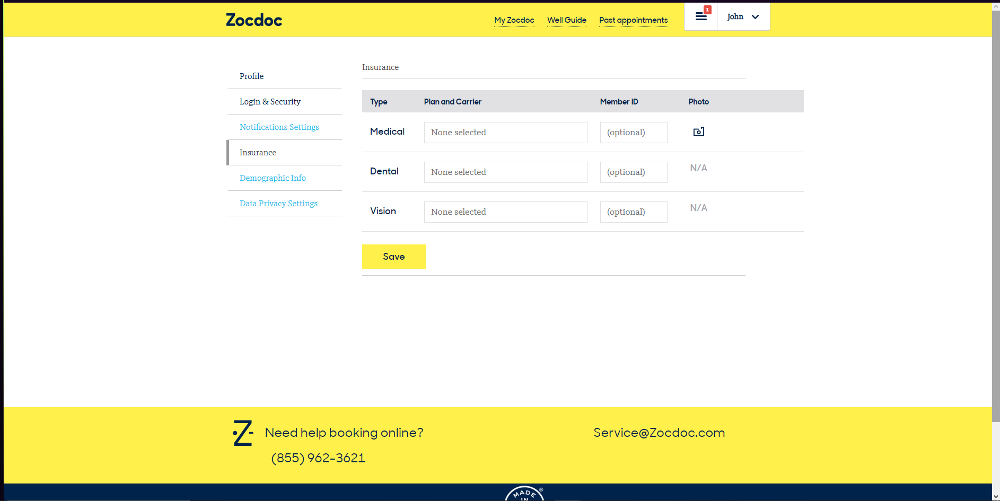 Zocdoc
My Zocdoc
Well Guide
Past appointments
1
John
Profile
Login & Security
Notifications Settings
Insurance
Demographic Info
Data Privacy Settings
Insurance
Type Plan and Carrier Member ID Photo
Medical None selected (optional)
Dental None selected (optional) N/A
Vision None selected (optional) N/A
Save
Z
Need help booking online?
(855) 962-3621
Service@Zocdoc.com
MADE
IN
®